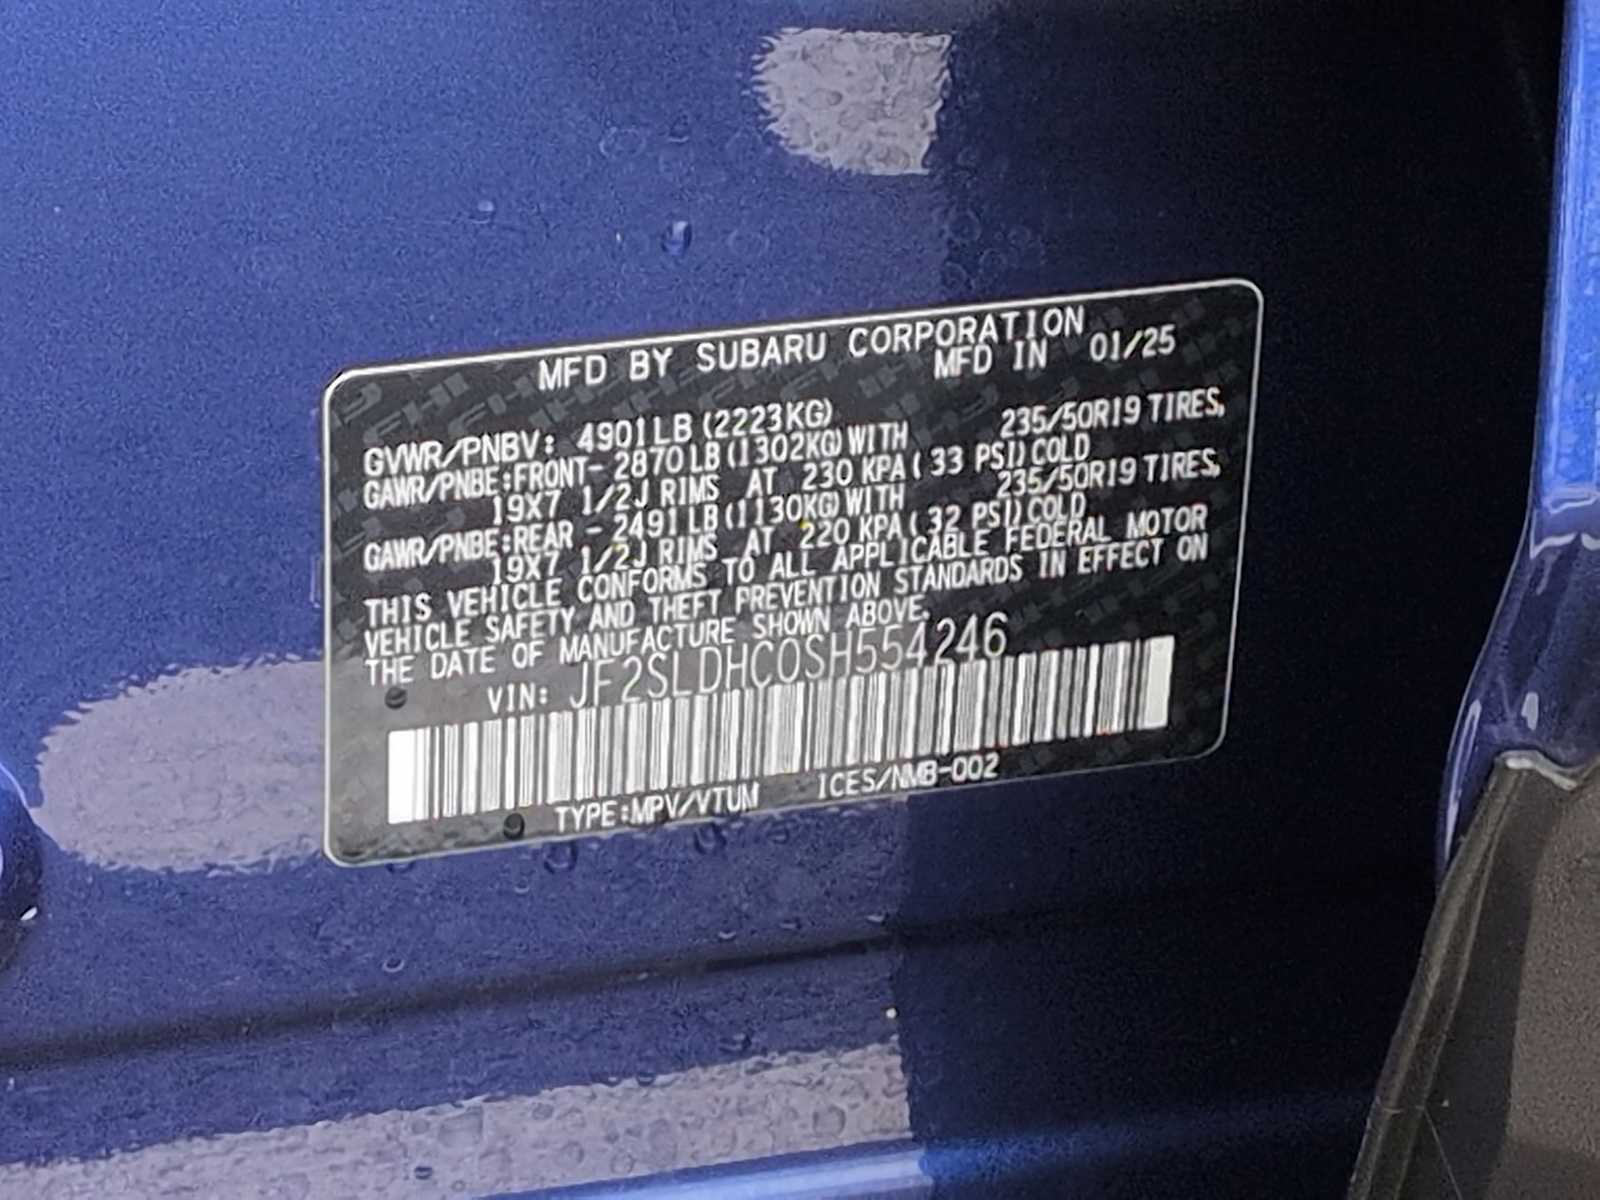 MFD BY SUBARU CORPORATION
MFD IN 01/25
GVWR/PNBV: 4901LB (2223KG)
GAWR/PNBE:FRONT- 2870LB (1302KG) WITH 235/50R19 TIRES,
19X7 1/2J RIMS AT 230 KPA ( 33 PSI) COLD
GAWR/PNBE:REAR - 2491LB (1130KG) WITH 235/50R19 TIRES,
19X7 1/2J RIMS AT 220 KPA ( 32 PSI) COLD
THIS VEHICLE CONFORMS TO ALL APPLICABLE FEDERAL MOTOR
VEHICLE SAFETY AND THEFT PREVENTION STANDARDS IN EFFECT ON
THE DATE OF MANUFACTURE SHOWN ABOVE.
VIN: JF2SLDHC0SH554246
TYPE:MPV/VTUM ICES/NMB-002